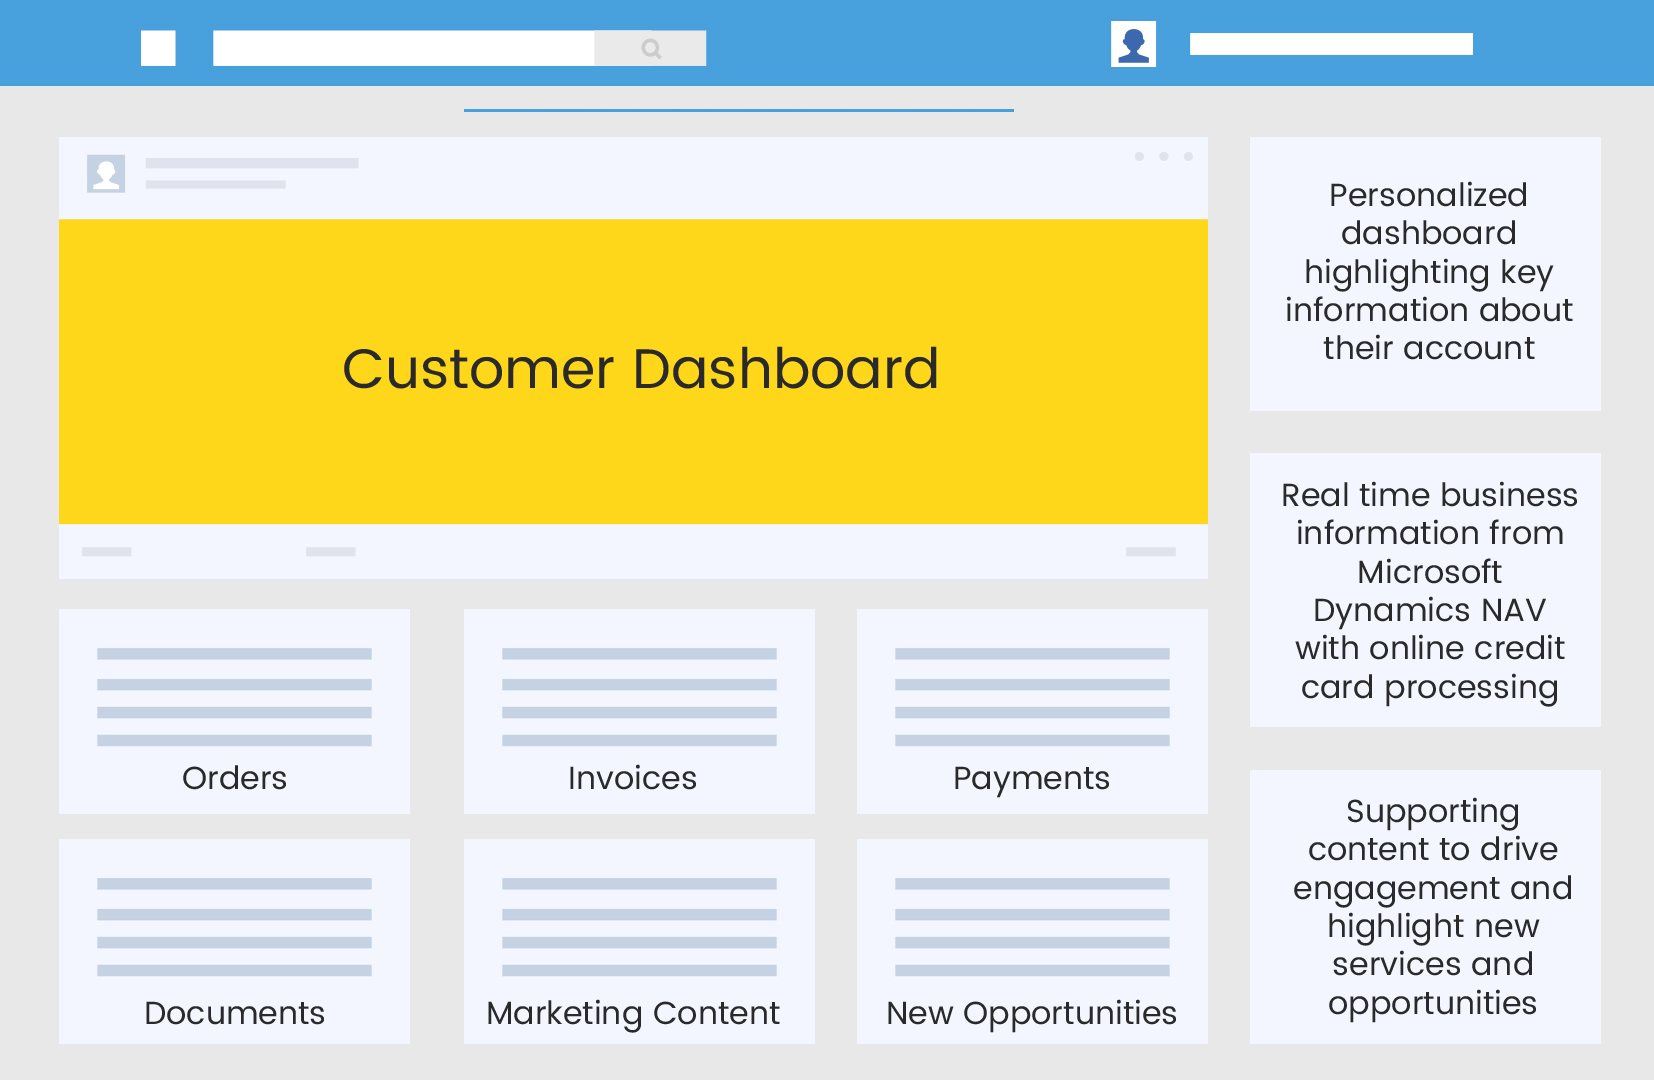 Customer Dashboard
Personalized
dashboard
highlighting key
information about
their account
Real time business
information from
Microsoft
Dynamics NAV
with online credit
card processing
Supporting
content to drive
engagement and
highlight new
services and
opportunities
Orders
Invoices
Payments
Documents
Marketing Content
New Opportunities